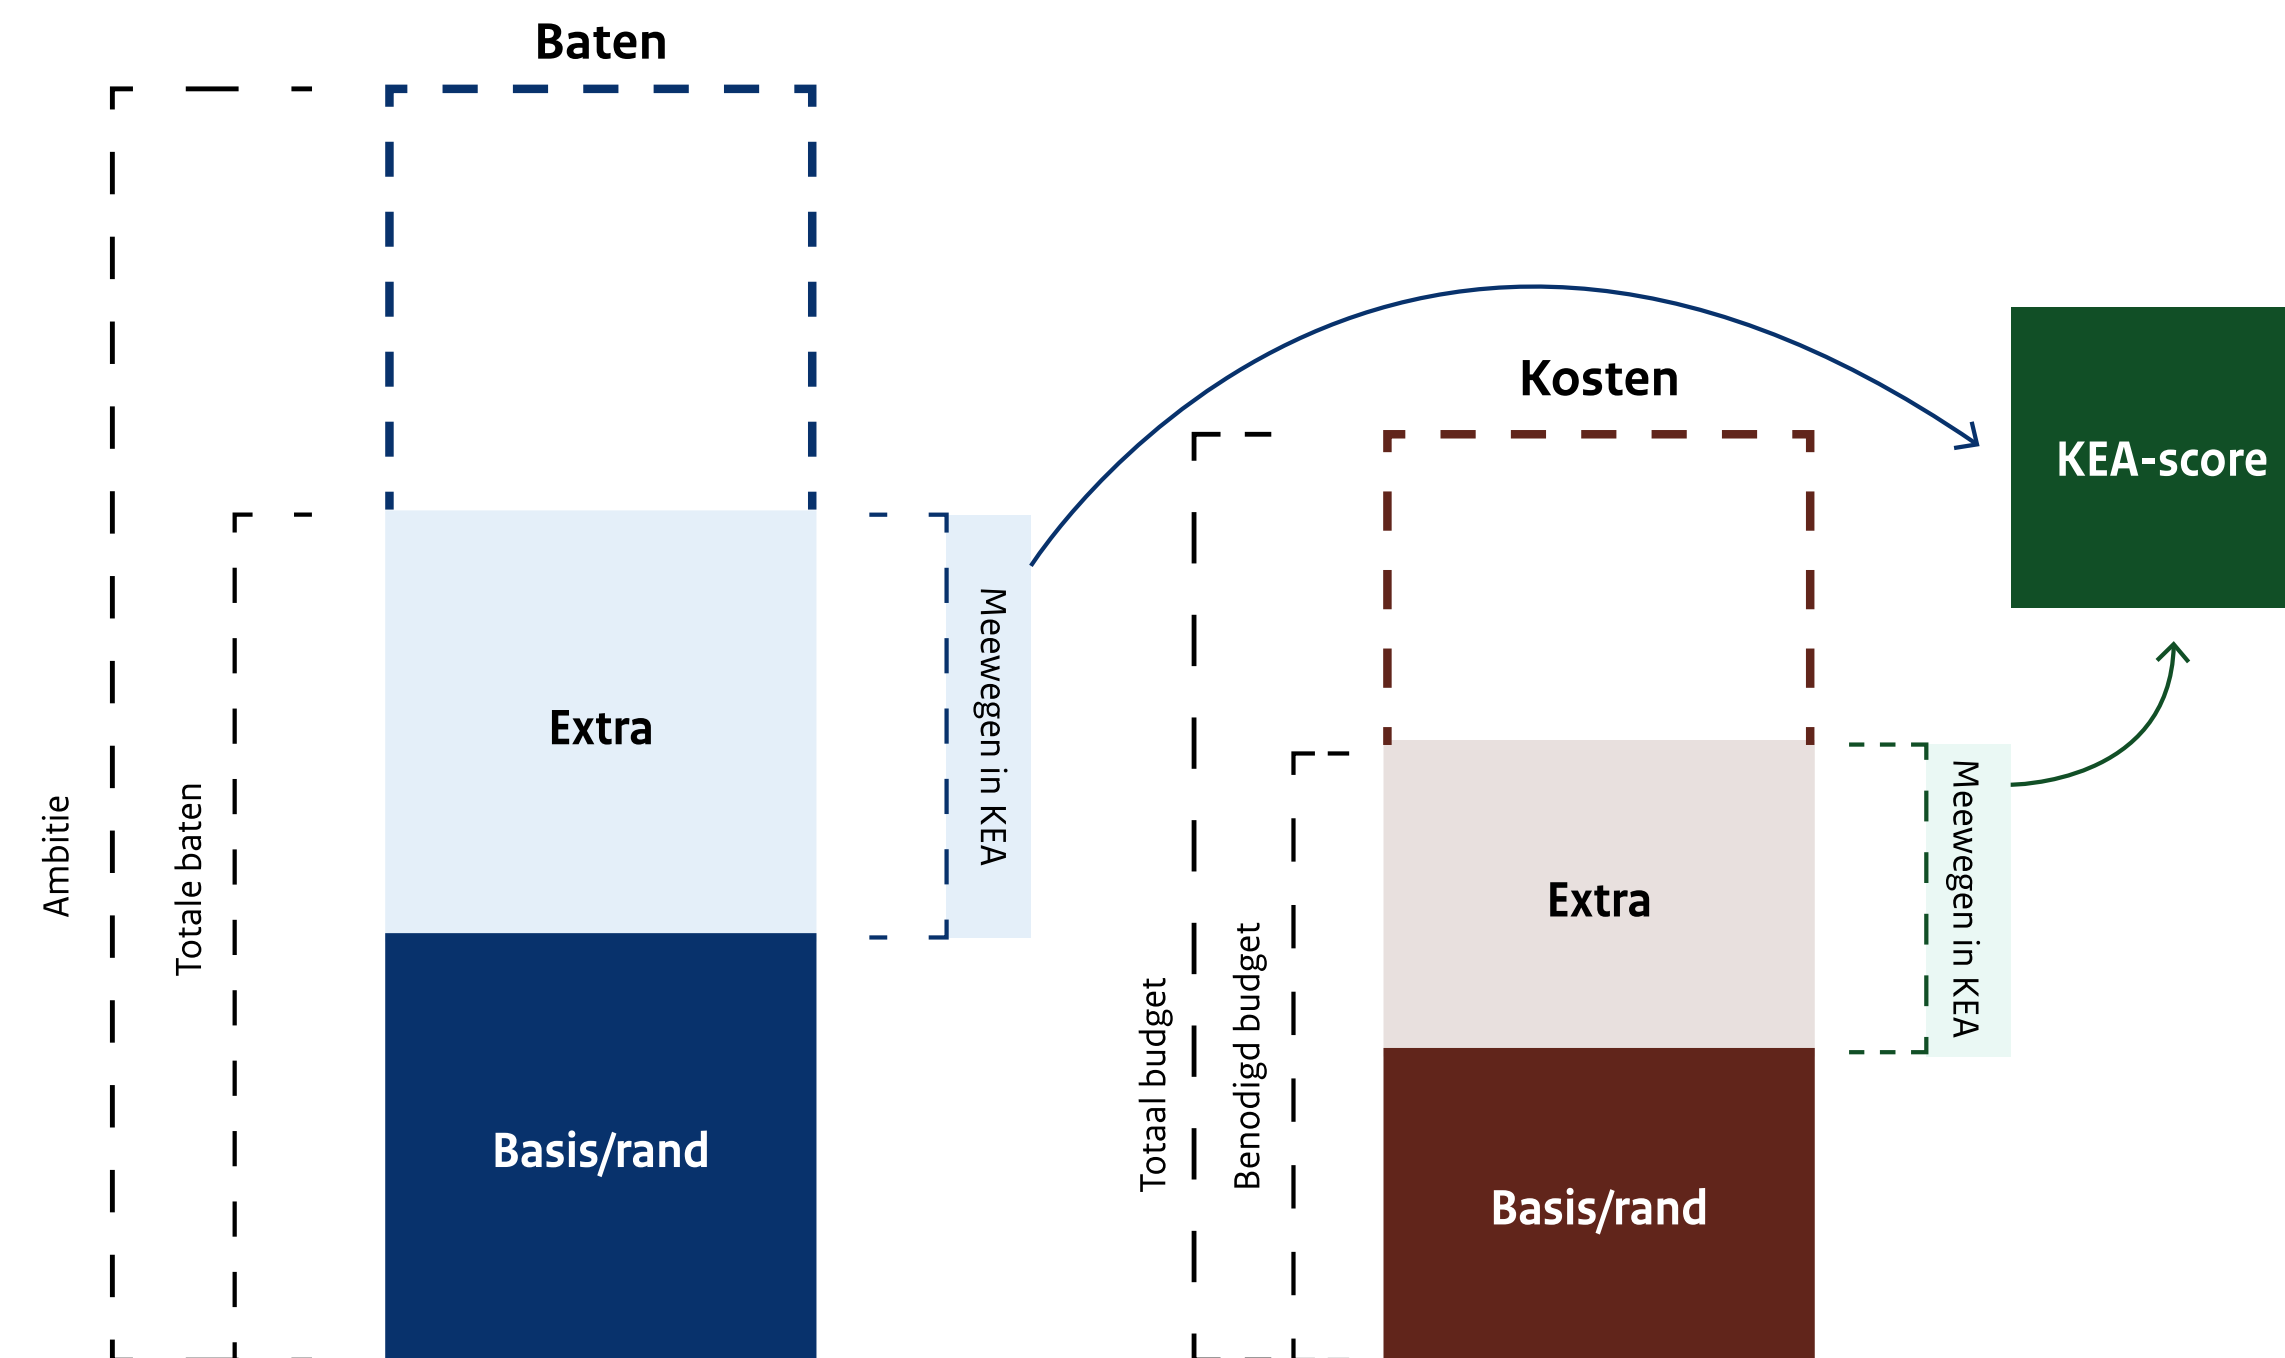 Baten
Kosten
KEA-score
Extra
Meewegen in KEA
Extra
Meewegen in KEA
Ambitie
Totale baten
Totaal budget
Benodigd budget
Basis/rand
Basis/rand